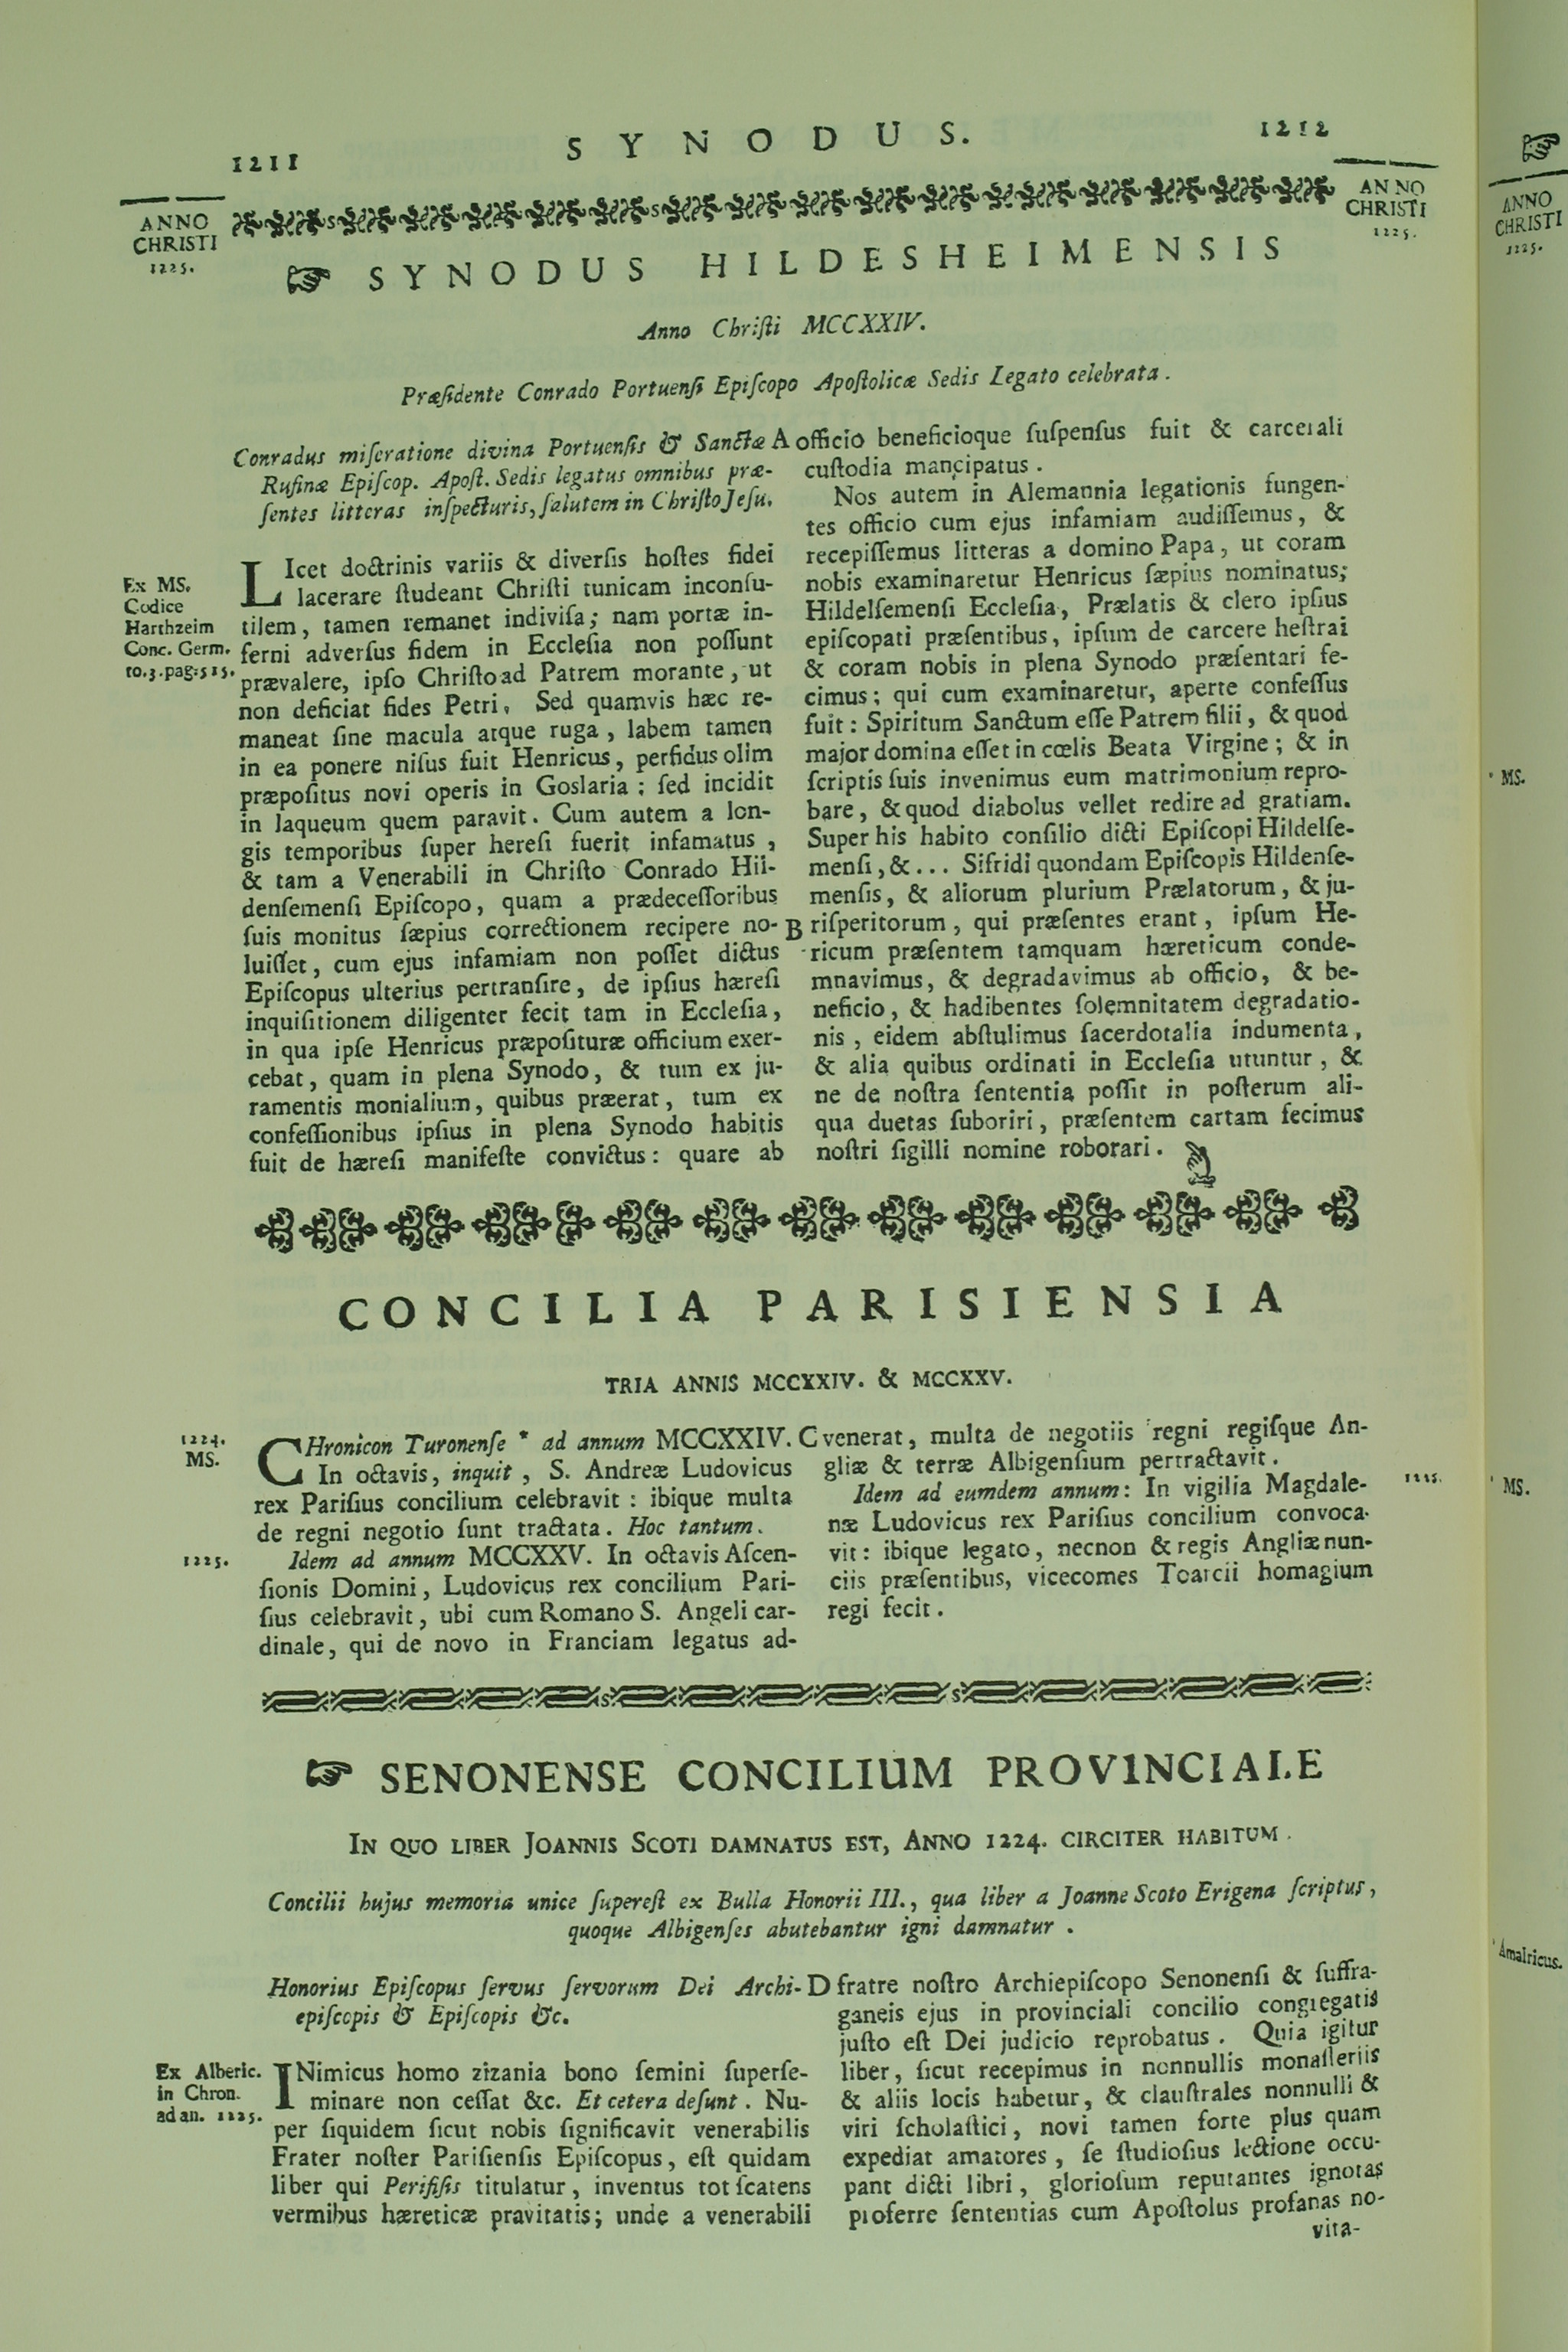 SYNODUS.
1211
1212
ANNO
CHRISTI
1225.
ANNO
CHRISTI
1225.
☞ SYNODUS HILDESHEIMENSIS
Anno Chriſti MCCXXIV.
Præſidente Conrado Portuenſi Epiſcopo Apoſtolicæ Sedis Legato celebrata.
Conradus miſeratione divina Portuenſis & Sanctæ
Rufinæ Epiſcop. Apoſt. Sedis legatus omnibus præ-
ſentes litteras inſpecturis, ſalutem in Chriſto Jeſu.
Ex MS.
Codice
Harthzeim
Conc. Germ.
to.3.pag:515.
LIcet doctrinis variis & diverſis hoſtes fidei
lacerare ſtudeant Chriſti tunicam inconſu-
tilem, tamen remanet indiviſa; nam portæ in-
ferni adverſus fidem in Eccleſia non poſſunt
prævalere, ipſo Chriſto ad Patrem morante, ut
non deficiat fides Petri, Sed quamvis hæc re-
maneat ſine macula atque ruga, labem tamen
in ea ponere niſus fuit Henricus, perfidus olim
præpoſitus novi operis in Goslaria: ſed incidit
in laqueum quem paravit. Cum autem a lon-
gis temporibus ſuper hereſi fuerit infamatus,
& tam a Venerabili in Chriſto Conrado Hil-
denſemenſi Epiſcopo, quam a prædeceſſoribus
ſuis monitus ſæpius correctionem recipere no-
luiſſet, cum ejus infamiam non poſſet dictus
Epiſcopus ulterius pertranſire, de ipſius hæreſi
inquiſitionem diligenter fecit tam in Eccleſia,
in qua ipſe Henricus præpoſituræ officium exer-
cebat, quam in plena Synodo, & tum ex ju-
ramentis monialium, quibus præerat, tum ex
confeſſionibus ipſius in plena Synodo habitis
fuit de hæreſi manifeſte convictus: quare ab
A officio beneficioque ſuſpenſus fuit & carcerali
cuſtodia mancipatus.
Nos autem in Alemannia legationis fungen-
tes officio cum ejus infamiam audiſſemus, &
recepiſſemus litteras a domino Papa, ut coram
nobis examinaretur Henricus ſæpius nominatus;
Hildelſemenſi Eccleſia, Prælatis & clero ipſius
epiſcopati præſentibus, ipſum de carcere heſtrai
& coram nobis in plena Synodo præſentari fe-
cimus; qui cum examinaretur, aperte confeſſus
fuit: Spiritum Sanctum eſſe Patrem filii, & quod
major domina eſſet in cœlis Beata Virgine; & in
ſcriptis ſuis invenimus eum matrimonium repro-
bare, & quod diabolus vellet redire ad gratiam.
Super his habito conſilio dicti Epiſcopi Hildelſe-
menſi, &... Sifridi quondam Epiſcopis Hildenſe-
menſis, & aliorum plurium Prælatorum, & ju-
B riſperitorum, qui præſentes erant, ipſum He-
ricum præſentem tamquam hæreticum conde-
mnavimus, & degradavimus ab officio, & be-
neficio, & hadibentes ſolemnitatem degradatio-
nis, eidem abſtulimus ſacerdotalia indumenta,
& alia quibus ordinati in Eccleſia utuntur, &
ne de noſtra ſententia poſſit in poſterum ali-
qua duetas ſuboriri, præſentem cartam fecimus
noſtri ſigilli nomine roborari.
CONCILIA PARISIENSIA
TRIA ANNIS MCCXXIV. & MCCXXV.
1224.
MS.
CHronicon Turonenſe * ad annum MCCXXIV.
In octavis, inquit, S. Andreæ Ludovicus
rex Pariſius concilium celebravit: ibique multa
de regni negotio ſunt tractata. Hoc tantum.
1225.
Idem ad annum MCCXXV. In octavis Aſcen-
ſionis Domini, Ludovicus rex concilium Pari-
ſius celebravit, ubi cum Romano S. Angeli car-
dinale, qui de novo in Franciam legatus ad-
C venerat, multa de negotiis regni regiſque An-
gliæ & terræ Albigenſium pertractavit.
Idem ad eumdem annum: In vigilia Magdale-
næ Ludovicus rex Pariſius concilium convoca-
vit: ibique legato, necnon & regis Angliæ nun-
ciis præſentibus, vicecomes Toarcii homagium
regi fecit.
1225.
☞ SENONENSE CONCILIUM PROVINCIALE
IN QUO LIBER JOANNIS SCOTI DAMNATUS EST, ANNO 1224. CIRCITER HABITUM.
Concilii hujus memoria unice ſupereſt ex Bulla Honorii III., qua liber a Joanne Scoto Erigena ſcriptus,
quoque Albigenſes abutebantur igni damnatur.
Honorius Epiſcopus ſervus ſervorum Dei Archi-
epiſcopis & Epiſcopis &c.
Ex Alberic.
in Chron.
ad an. 1225.
INimicus homo zizania bono ſemini ſuperſe-
minare non ceſſat &c. Et cetera deſunt. Nu-
per ſiquidem ſicut nobis ſignificavit venerabilis
Frater noſter Pariſienſis Epiſcopus, eſt quidam
liber qui Perifiſis titulatur, inventus tot ſcatens
vermibus hæreticæ pravitatis; unde a venerabili
D fratre noſtro Archiepiſcopo Senonenſi & ſuffra-
ganeis ejus in provinciali concilio congregatis
juſto eſt Dei judicio reprobatus. Quia igitur
liber, ſicut recepimus in nonnullis monaſteriis
& aliis locis habetur, & clauſtrales nonnulli &
viri ſcholaſtici, novi tamen forte plus quam
expediat amatores, ſe ſtudioſius lectione occu-
pant dicti libri, glorioſum reputantes ignotas
proferre ſententias cum Apoſtolus profanas no-
vita-
☞
ANNO
CHRISTI
1225.
* MS.
* MS.
* Amalricus.